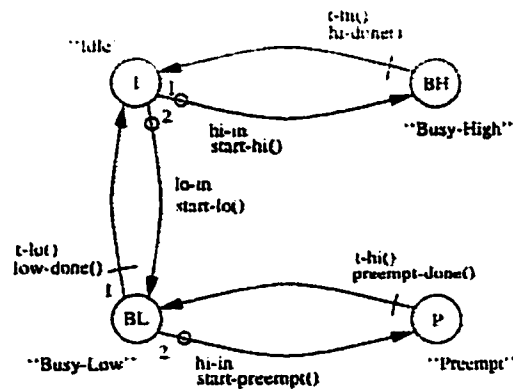 hi-done()
"Idle"
I
1
2
BH
"Busy-High"
hi-in
start-hi()
lo-in
start-lo()
t-lo()
low-done()
1
t-hi()
preempt-done()
BL
2
P
"Busy-Low"
hi-in
start-preempt()
"Preempt"